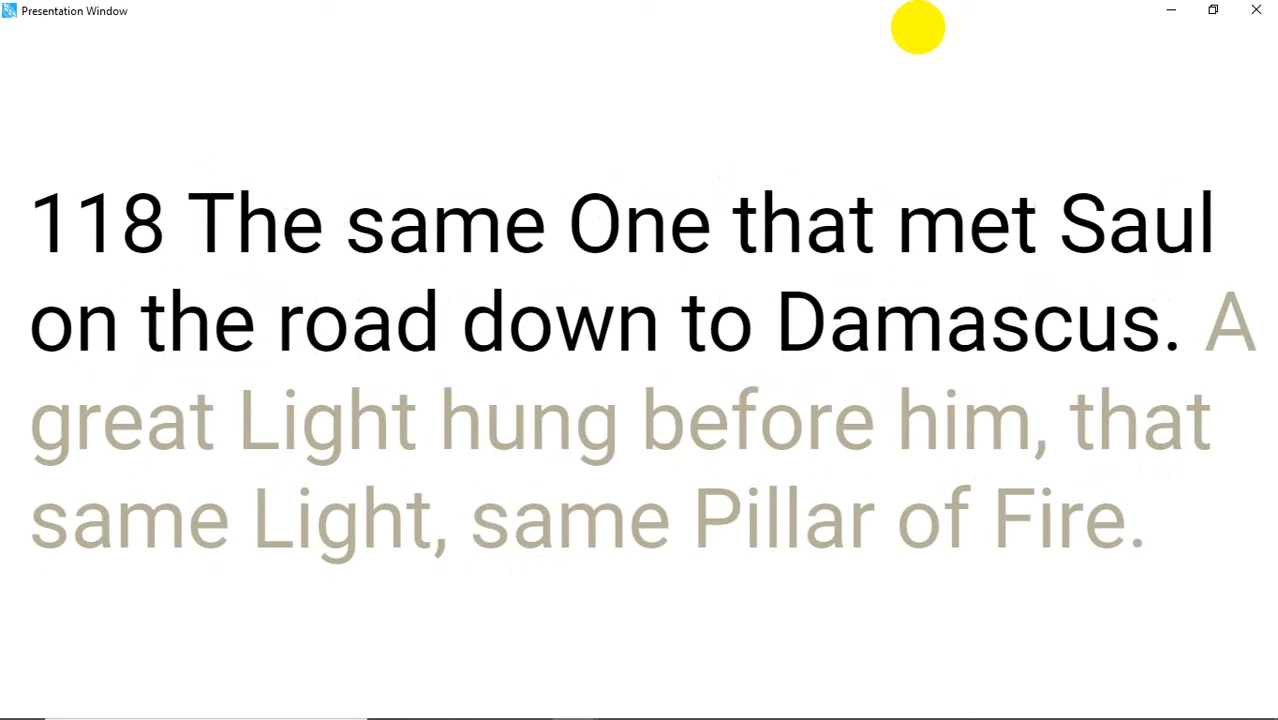 Presentation Window
118 The same One that met Saul
on the road down to Damascus. A
great Light hung before him, that
same Light, same Pillar of Fire.